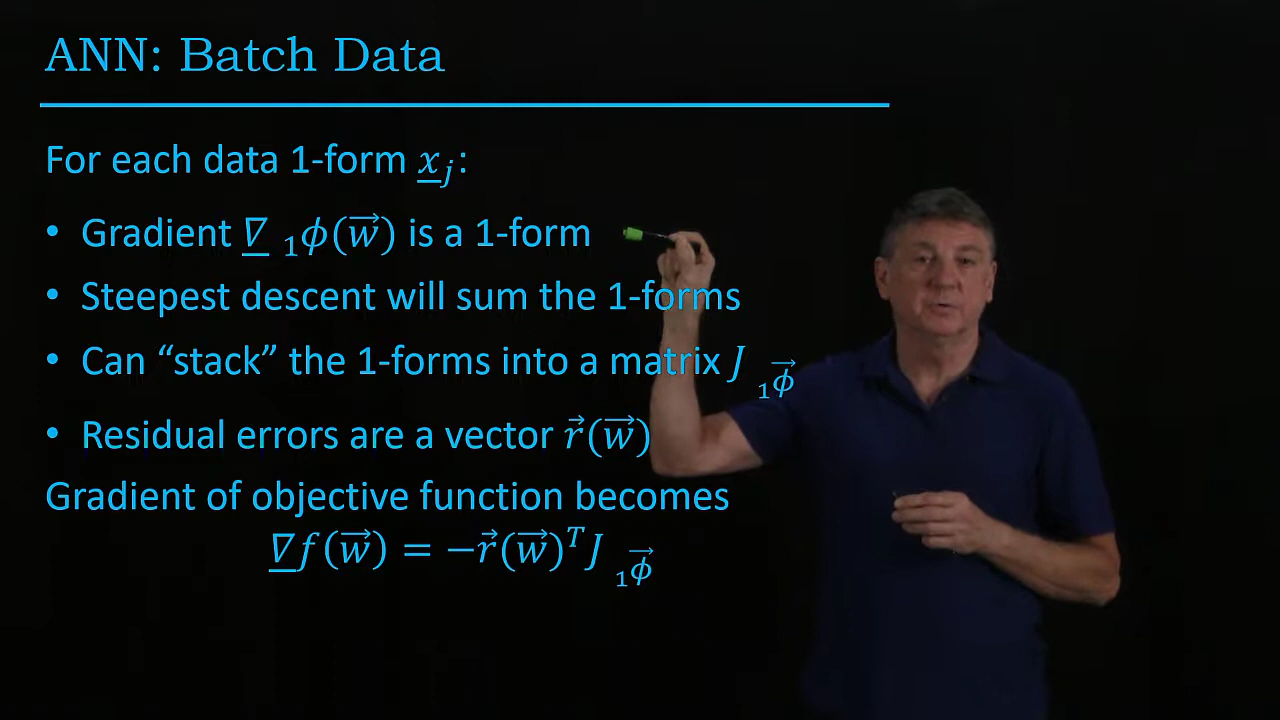 ANN: Batch Data
For each data 1-form x̲ⱼ:
• Gradient ∇̲ ₁ϕ(w⃗) is a 1-form
• Steepest descent will sum the 1-forms
• Can “stack” the 1-forms into a matrix J ₁ϕ⃗
• Residual errors are a vector r⃗(w⃗)
Gradient of objective function becomes
∇̲f(w⃗) = −r⃗(w⃗)ᵀJ ₁ϕ⃗